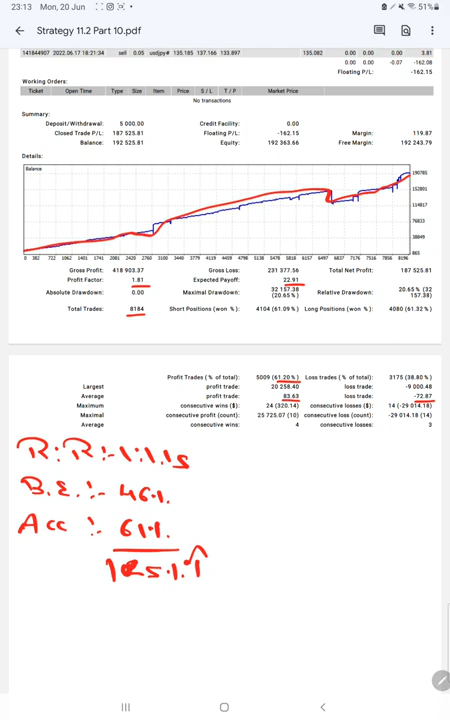 23:13 Mon, 20 Jun 51%
Strategy 11.2 Part 10.pdf
141844907 2022.06.17 18:21:34 sell 0.05 usdjpy# 135.185 137.166 133.897 135.082 0.00 0.00 0.00 3.81
0.00 0.00 -0.07 -162.08
Floating P/L: -162.15
Working Orders:
Ticket Open Time Type Size Item Price S / L T / P Market Price
No transactions
Summary:
Deposit/Withdrawal: 5 000.00 Credit Facility: 0.00
Closed Trade P/L: 187 525.81 Floating P/L: -162.15 Margin: 119.87
Balance: 192 525.81 Equity: 192 363.66 Free Margin: 192 243.79
Details:
Balance
190785
152801
114817
76833
38849
865
0 382 722 1062 1401 1741 2081 2420 2760 3100 3440 3779 4119 4459 4798 5138 5478 5818 6157 6497 6837 7176 7516 7856 8196
Gross Profit: 418 903.37 Gross Loss: 231 377.56 Total Net Profit: 187 525.81
Profit Factor: 1.81 Expected Payoff: 22.91
Absolute Drawdown: 0.00 Maximal Drawdown: 32 157.38 (20.65%) Relative Drawdown: 20.65% (32 157.38)
Total Trades: 8184 Short Positions (won %): 4104 (61.09%) Long Positions (won %): 4080 (61.32%)
Profit Trades (% of total): 5009 (61.20%) Loss trades (% of total): 3175 (38.80%)
Largest profit trade: 20 258.40 loss trade: -9 000.48
Average profit trade: 83.63 loss trade: -72.87
Maximum consecutive wins ($): 24 (320.14) consecutive losses ($): 14 (-29 014.18)
Maximal consecutive profit (count): 25 725.07 (10) consecutive loss (count): -29 014.18 (14)
Average consecutive wins: 4 consecutive losses: 3
R:R:- 1:1.15
B.E. :- 46%.
Acc :- 61%.